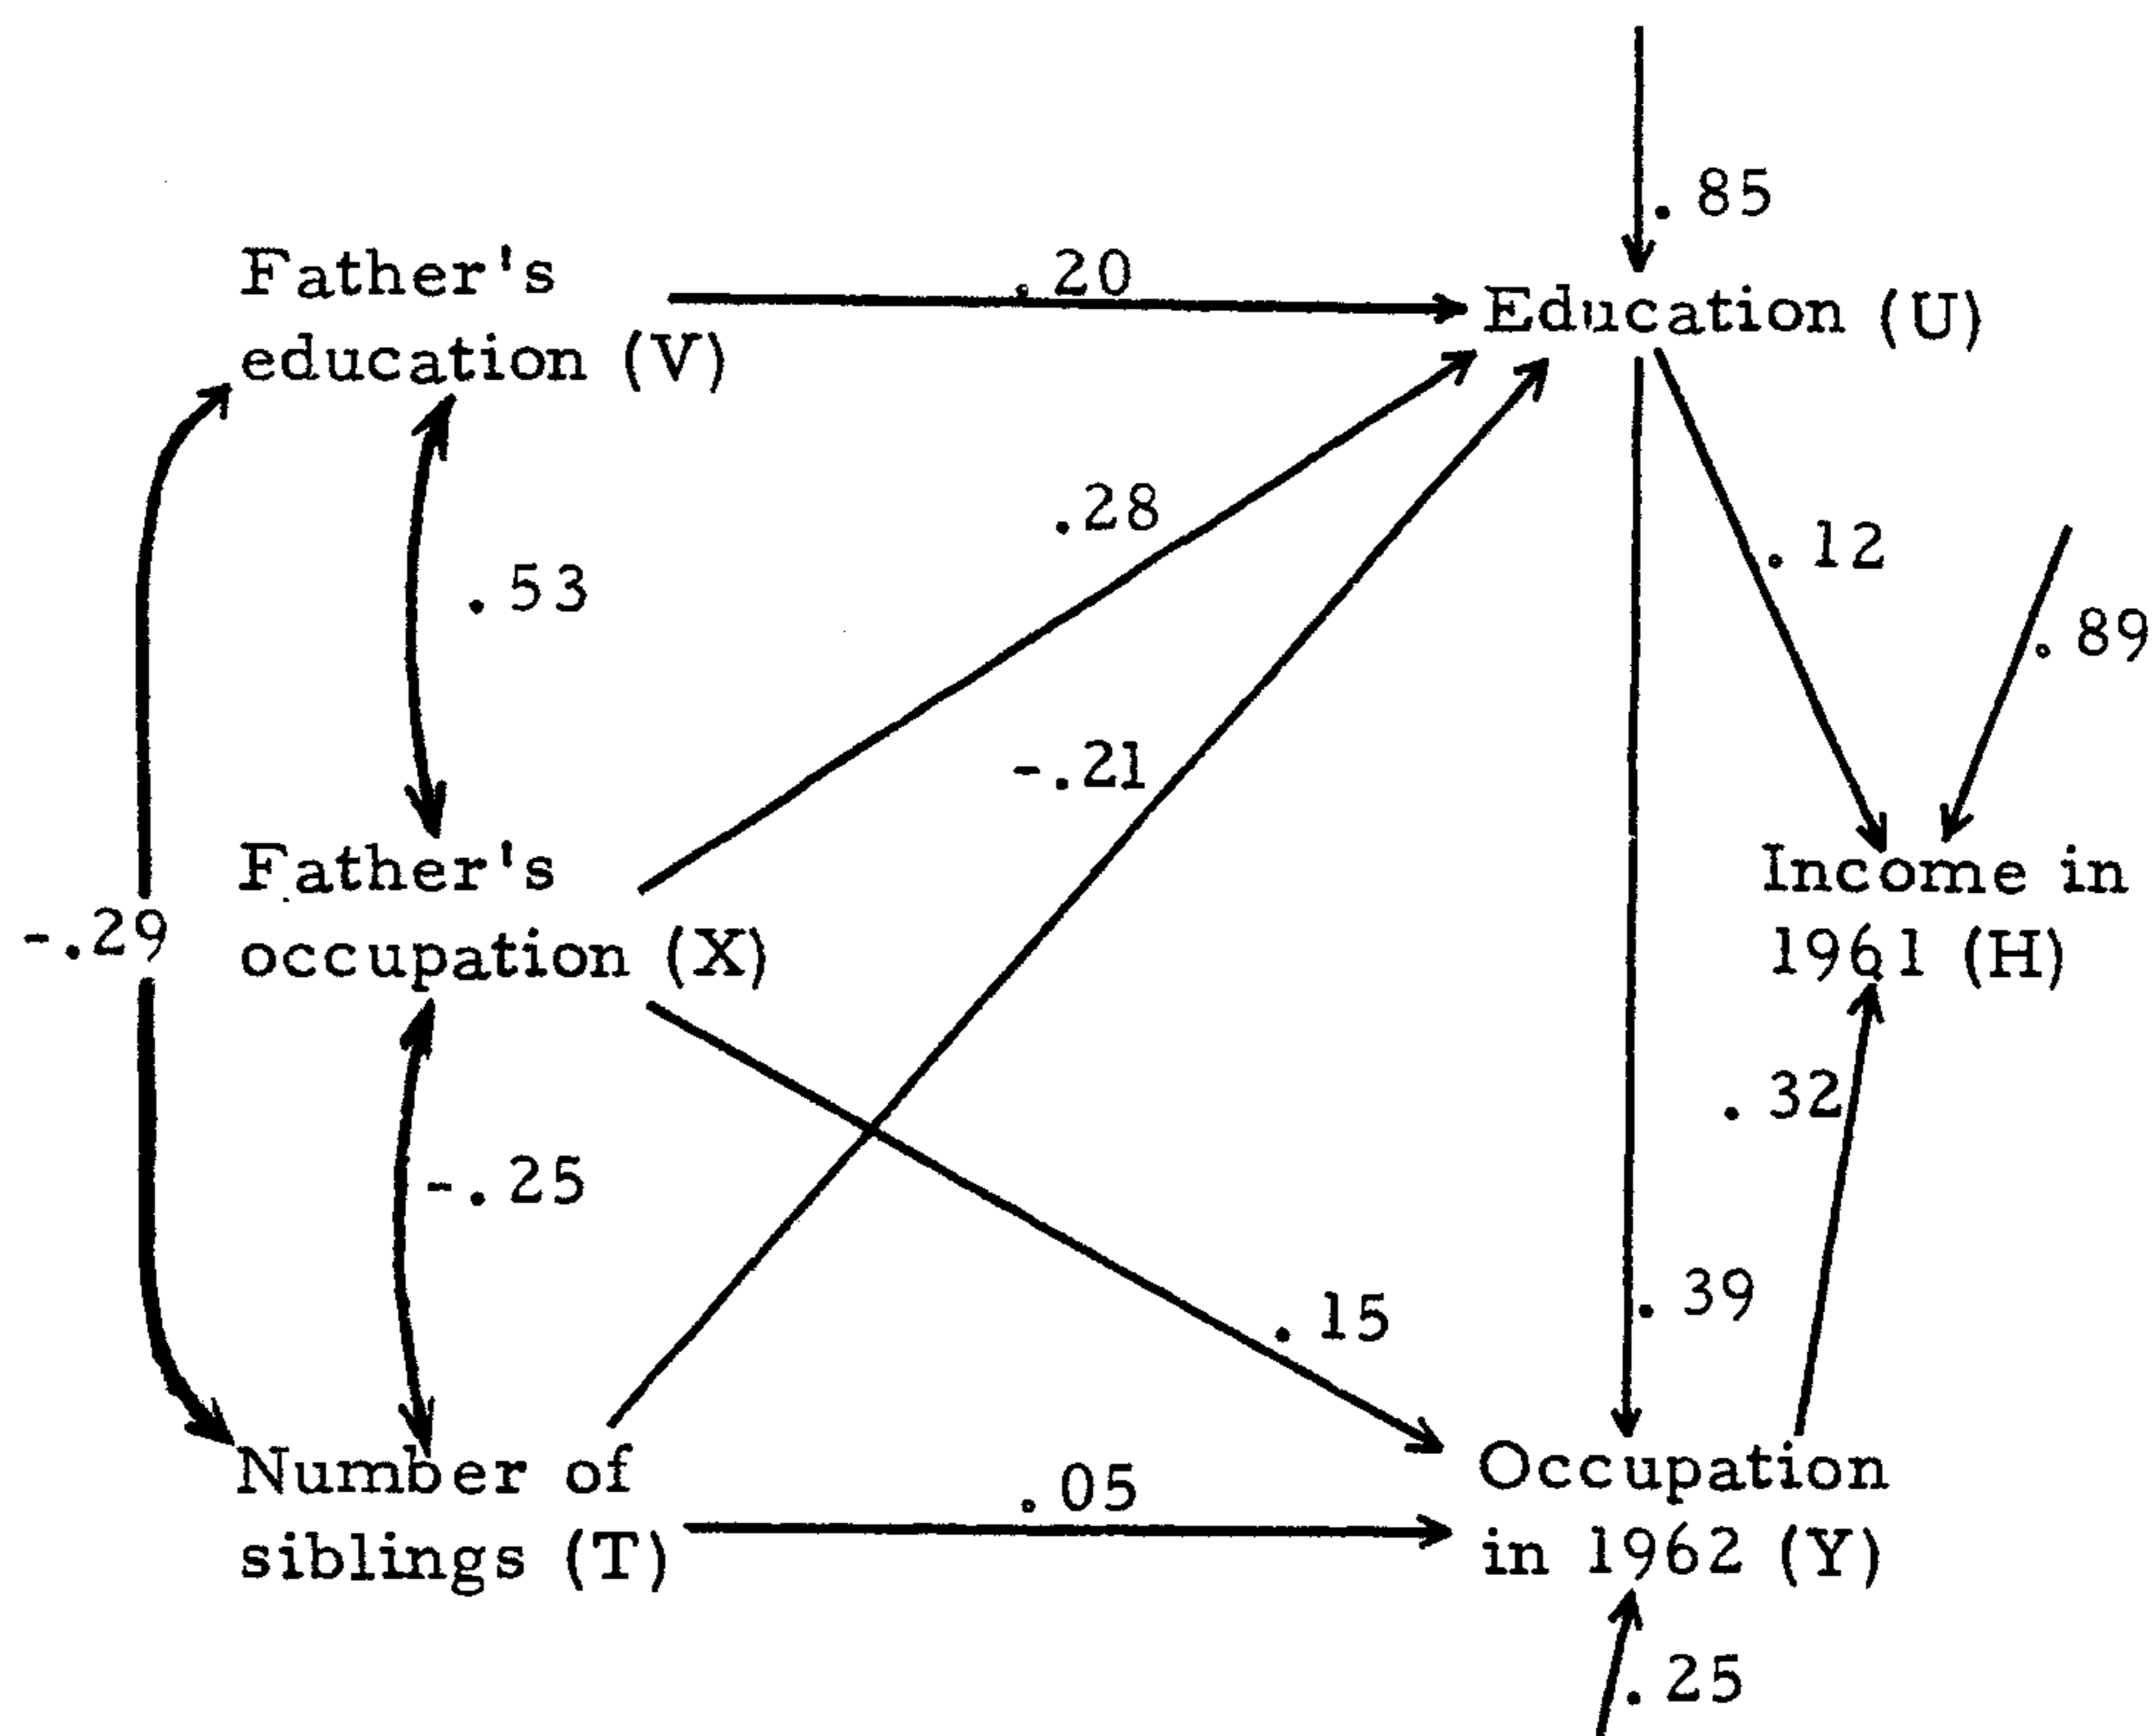 .85
Father's
education (V)
.20
Education (U)
.28
.12
.53
.89
-.21
Father's
occupation (X)
Income in
1961 (H)
-.29
.32
-.25
.39
.15
Number of
siblings (T)
.05
Occupation
in 1962 (Y)
.25